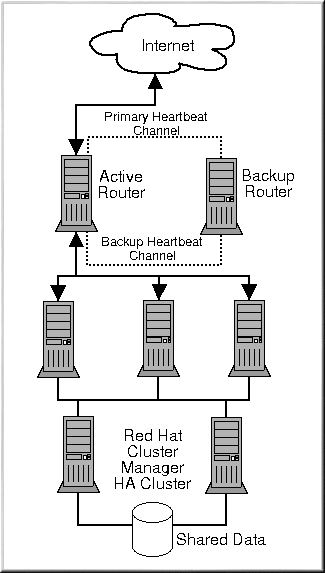 Internet
Primary Heartbeat
Channel
Active
Router
Backup
Router
Backup Heartbeat
Channel
Red Hat
Cluster
Manager
HA Cluster
Shared Data